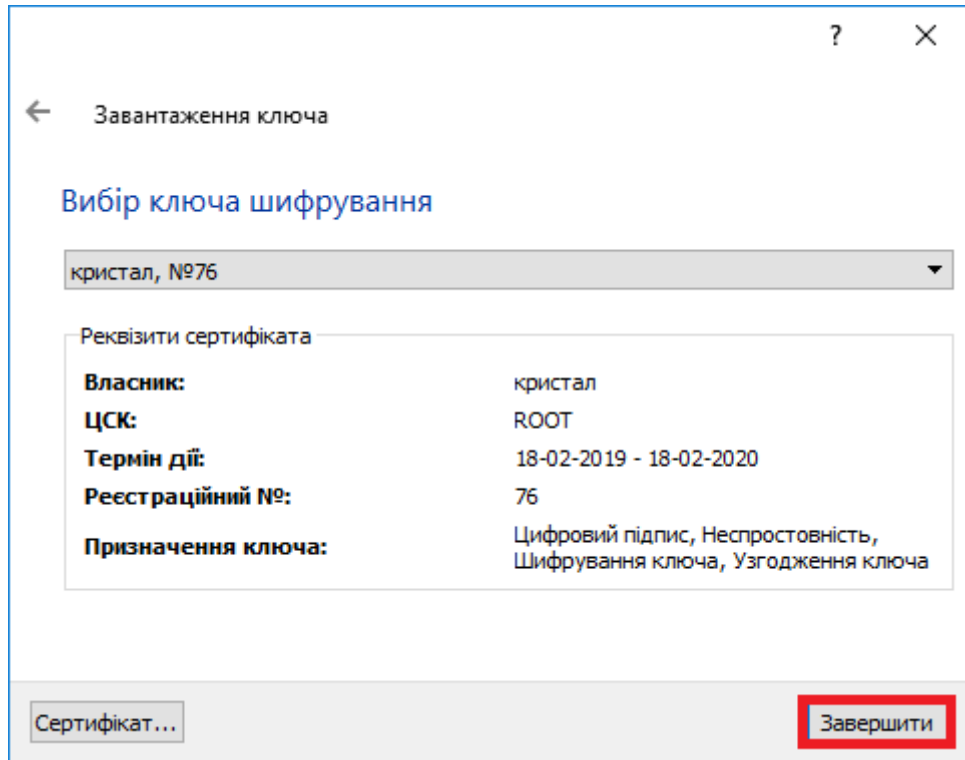 ?
Завантаження ключа
Вибір ключа шифрування
кристал, №76
Реквізити сертифіката
Власник: кристал
ЦСК: ROOT
Термін дії: 18-02-2019 - 18-02-2020
Реєстраційний №: 76
Призначення ключа: Цифровий підпис, Неспростовність,
Шифрування ключа, Узгодження ключа
Сертифікат... Завершити